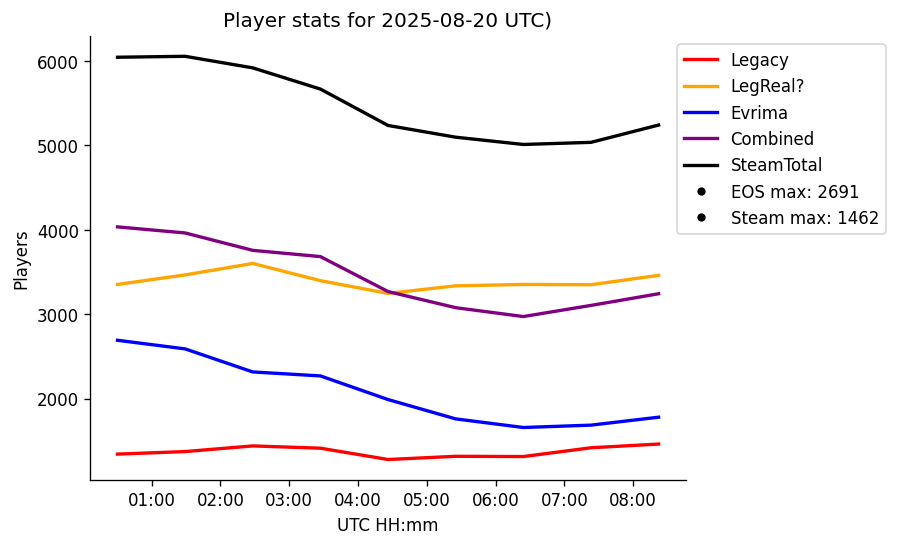 Player stats for 2025-08-20 UTC)
Players
6000
5000
4000
3000
2000
01:00 02:00 03:00 04:00 05:00 06:00 07:00 08:00
UTC HH:mm
Legacy
LegReal?
Evrima
Combined
SteamTotal
EOS max: 2691
Steam max: 1462